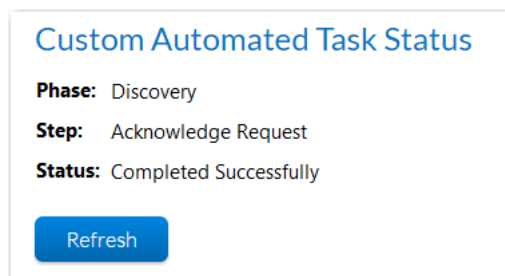 Custom Automated Task Status
Phase: Discovery
Step: Acknowledge Request
Status: Completed Successfully
Refresh